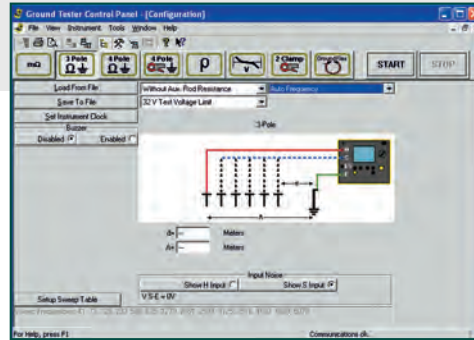 Ground Tester Control Panel - [Configuration]
File View Instrument Tools Window Help
mΩ 3 Pole Ω 4 Pole Ω 4 Pole ρ V 2 Clamp START STOP
Load From File Without Aux. Rod Resistance Auto Frequency
Save To File 32 V Test Voltage Limit
Set Instrument Clock
Buzzer
Disabled Enabled
3-Pole
d
A
d= -- Meters
A= -- Meters
Input Noise
Show H Input Show S Input
V S-E = 0V
Setup Sweep Table
For Help, press F1 Communications ok.